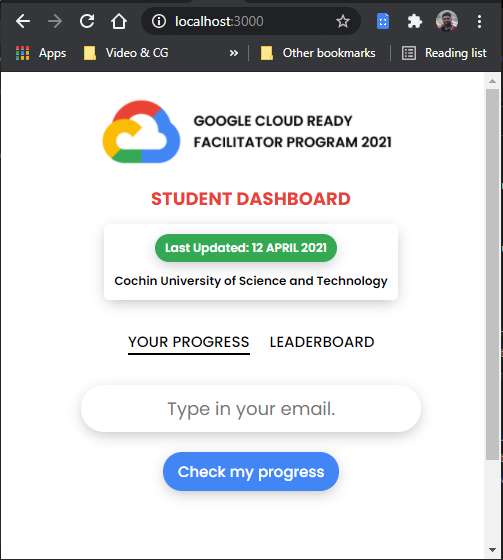 localhost:3000
Apps Video & CG » Other bookmarks Reading list
GOOGLE CLOUD READY
FACILITATOR PROGRAM 2021
STUDENT DASHBOARD
Last Updated: 12 APRIL 2021
Cochin University of Science and Technology
YOUR PROGRESS LEADERBOARD
Type in your email.
Check my progress